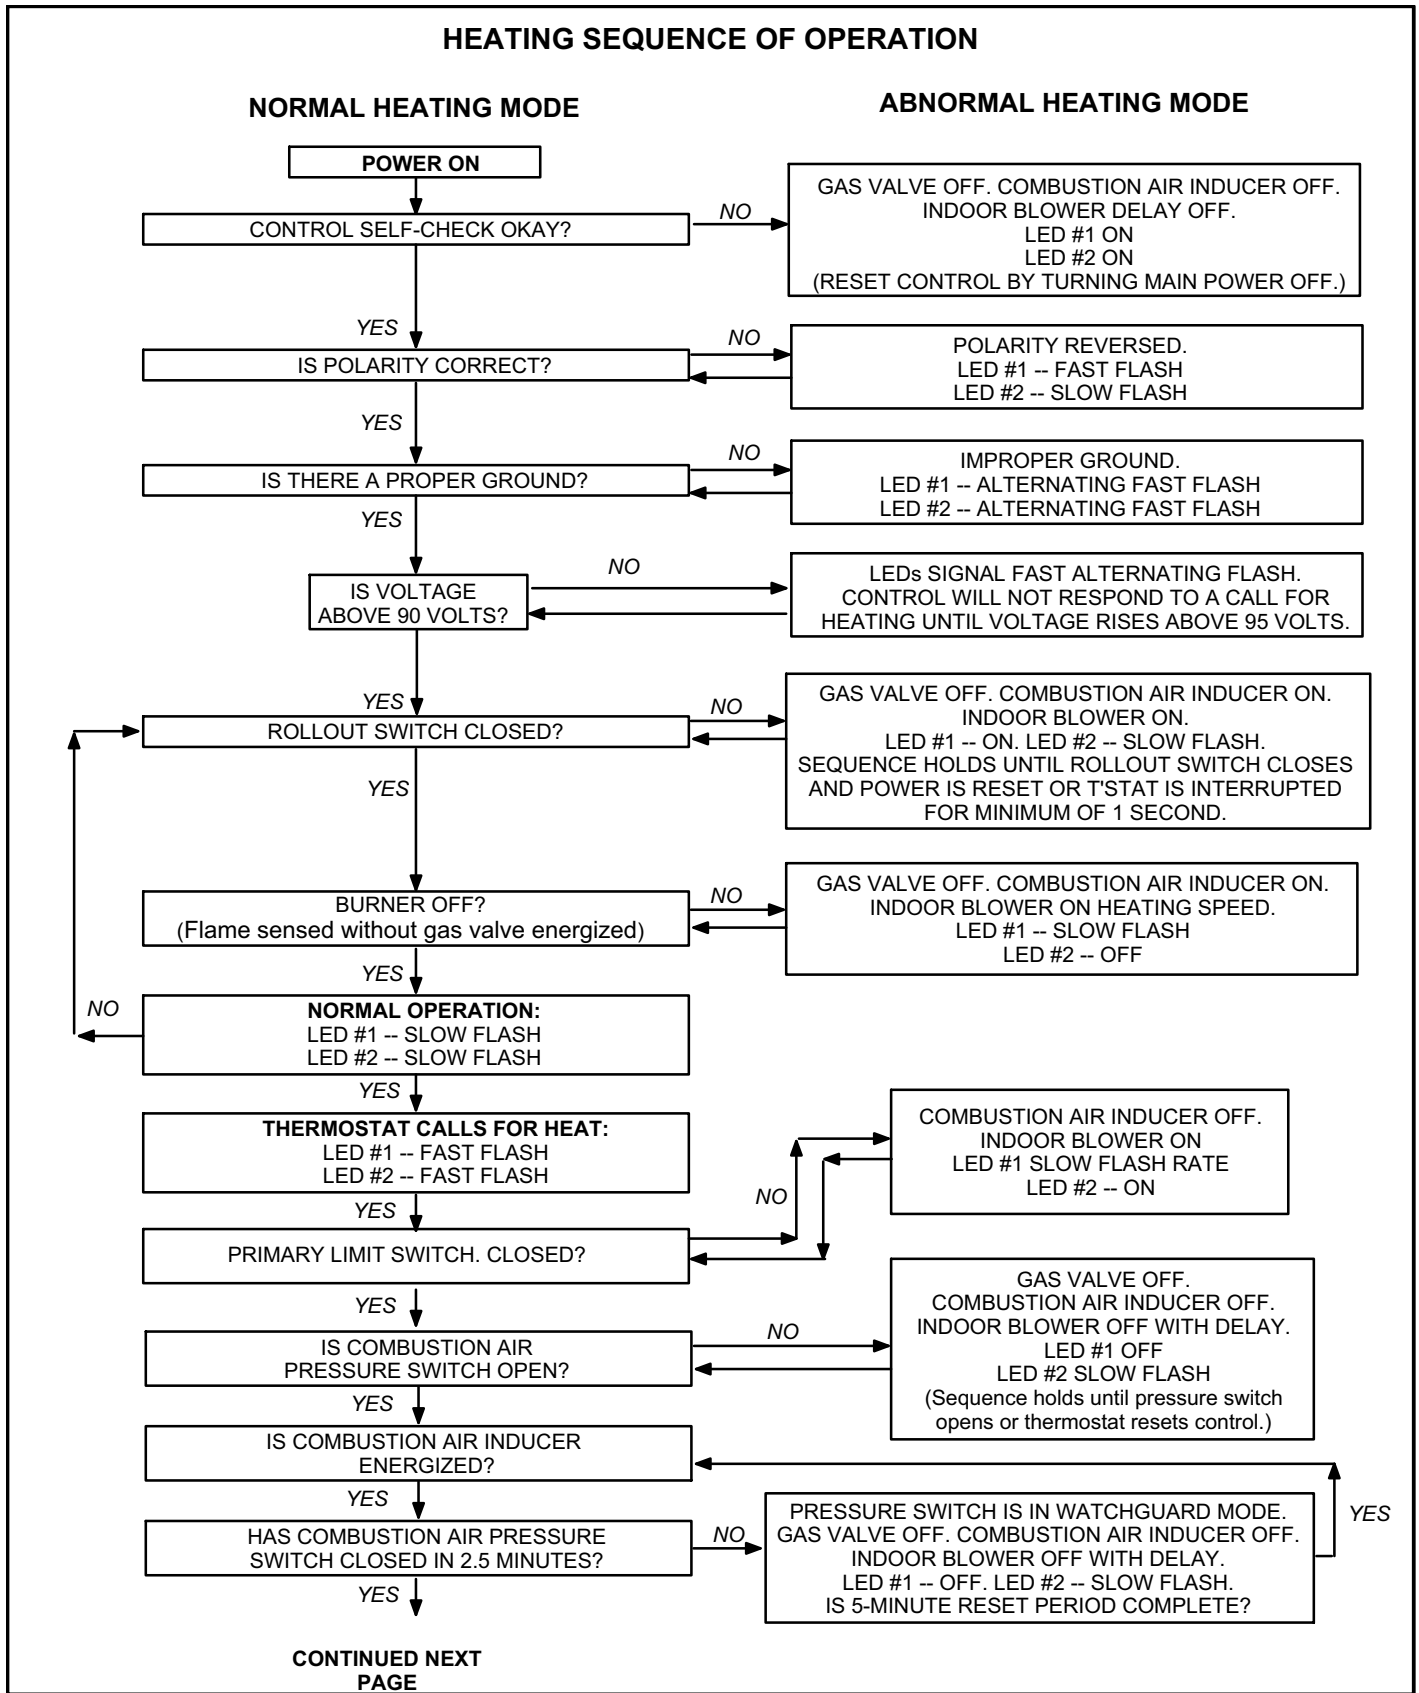 HEATING SEQUENCE OF OPERATION
NORMAL HEATING MODE
ABNORMAL HEATING MODE
POWER ON
CONTROL SELF-CHECK OKAY?
NO
GAS VALVE OFF. COMBUSTION AIR INDUCER OFF.
INDOOR BLOWER DELAY OFF.
LED #1 ON
LED #2 ON
(RESET CONTROL BY TURNING MAIN POWER OFF.)
YES
IS POLARITY CORRECT?
NO
POLARITY REVERSED.
LED #1 -- FAST FLASH
LED #2 -- SLOW FLASH
YES
IS THERE A PROPER GROUND?
NO
IMPROPER GROUND.
LED #1 -- ALTERNATING FAST FLASH
LED #2 -- ALTERNATING FAST FLASH
YES
IS VOLTAGE
ABOVE 90 VOLTS?
NO
LEDs SIGNAL FAST ALTERNATING FLASH.
CONTROL WILL NOT RESPOND TO A CALL FOR
HEATING UNTIL VOLTAGE RISES ABOVE 95 VOLTS.
YES
ROLLOUT SWITCH CLOSED?
NO
GAS VALVE OFF. COMBUSTION AIR INDUCER ON.
INDOOR BLOWER ON.
LED #1 -- ON. LED #2 -- SLOW FLASH.
SEQUENCE HOLDS UNTIL ROLLOUT SWITCH CLOSES
AND POWER IS RESET OR T'STAT IS INTERRUPTED
FOR MINIMUM OF 1 SECOND.
YES
BURNER OFF?
(Flame sensed without gas valve energized)
NO
GAS VALVE OFF. COMBUSTION AIR INDUCER ON.
INDOOR BLOWER ON HEATING SPEED.
LED #1 -- SLOW FLASH
LED #2 -- OFF
YES
NO
NORMAL OPERATION:
LED #1 -- SLOW FLASH
LED #2 -- SLOW FLASH
YES
THERMOSTAT CALLS FOR HEAT:
LED #1 -- FAST FLASH
LED #2 -- FAST FLASH
YES
PRIMARY LIMIT SWITCH. CLOSED?
NO
COMBUSTION AIR INDUCER OFF.
INDOOR BLOWER ON
LED #1 SLOW FLASH RATE
LED #2 -- ON
YES
IS COMBUSTION AIR
PRESSURE SWITCH OPEN?
NO
GAS VALVE OFF.
COMBUSTION AIR INDUCER OFF.
INDOOR BLOWER OFF WITH DELAY.
LED #1 OFF
LED #2 SLOW FLASH
(Sequence holds until pressure switch
opens or thermostat resets control.)
YES
IS COMBUSTION AIR INDUCER
ENERGIZED?
YES
HAS COMBUSTION AIR PRESSURE
SWITCH CLOSED IN 2.5 MINUTES?
NO
PRESSURE SWITCH IS IN WATCHGUARD MODE.
GAS VALVE OFF. COMBUSTION AIR INDUCER OFF.
INDOOR BLOWER OFF WITH DELAY.
LED #1 -- OFF. LED #2 -- SLOW FLASH.
IS 5-MINUTE RESET PERIOD COMPLETE?
YES
YES
CONTINUED NEXT
PAGE